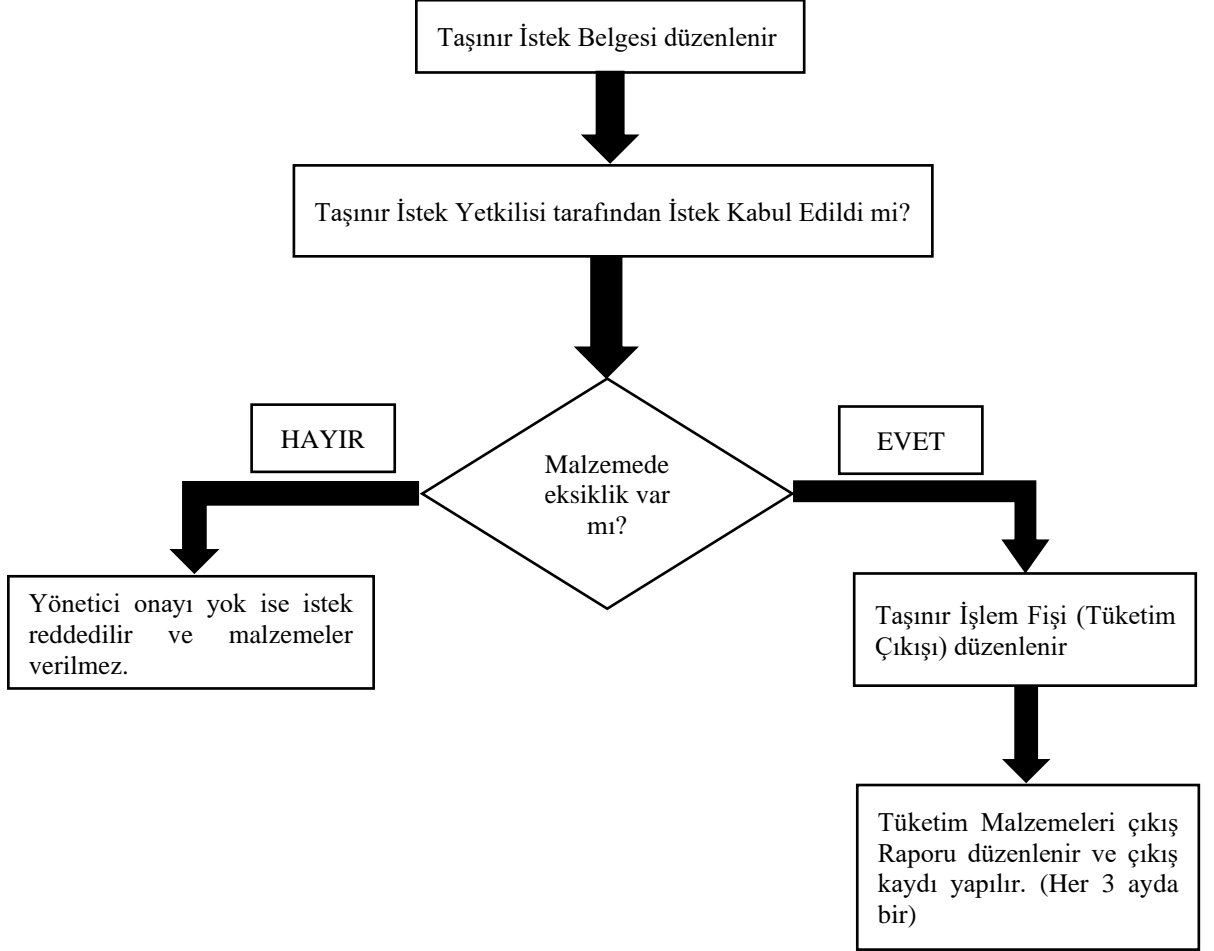 Taşınır İstek Belgesi düzenlenir
Taşınır İstek Yetkilisi tarafından İstek Kabul Edildi mi?
HAYIR
EVET
Malzemede
eksiklik var
mı?
Yönetici onayı yok ise istek
reddedilir ve malzemeler
verilmez.
Taşınır İşlem Fişi (Tüketim
Çıkışı) düzenlenir
Tüketim Malzemeleri çıkış
Raporu düzenlenir ve çıkış
kaydı yapılır. (Her 3 ayda
bir)